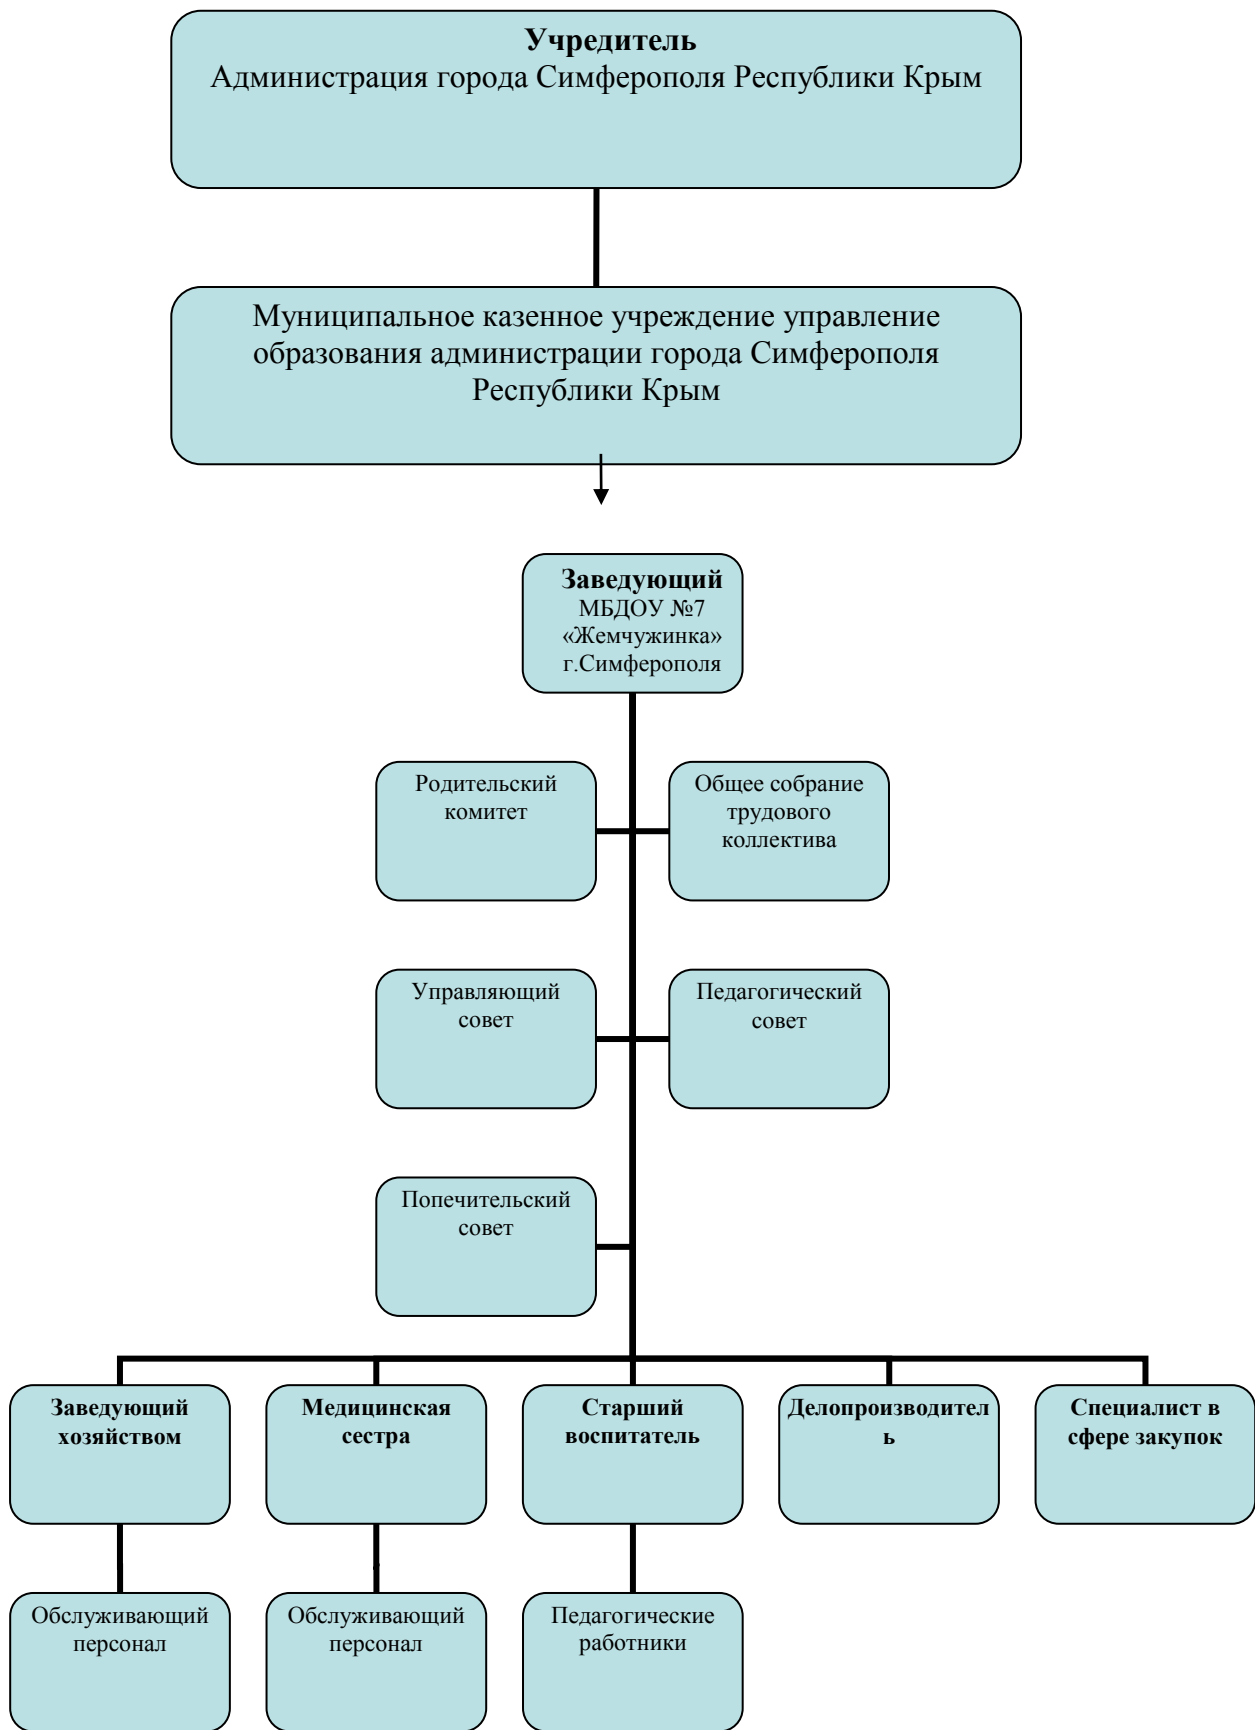 Учредитель
Администрация города Симферополя Республики Крым
Муниципальное казенное учреждение управление
образования администрации города Симферополя
Республики Крым
Заведующий
МБДОУ №7
«Жемчужинка»
г.Симферополя
Родительский
комитет
Общее собрание
трудового
коллектива
Управляющий
совет
Педагогический
совет
Попечительский
совет
Заведующий
хозяйством
Медицинская
сестра
Старший
воспитатель
Делопроизводител
ь
Специалист в
сфере закупок
Обслуживающий
персонал
Обслуживающий
персонал
Педагогические
работники